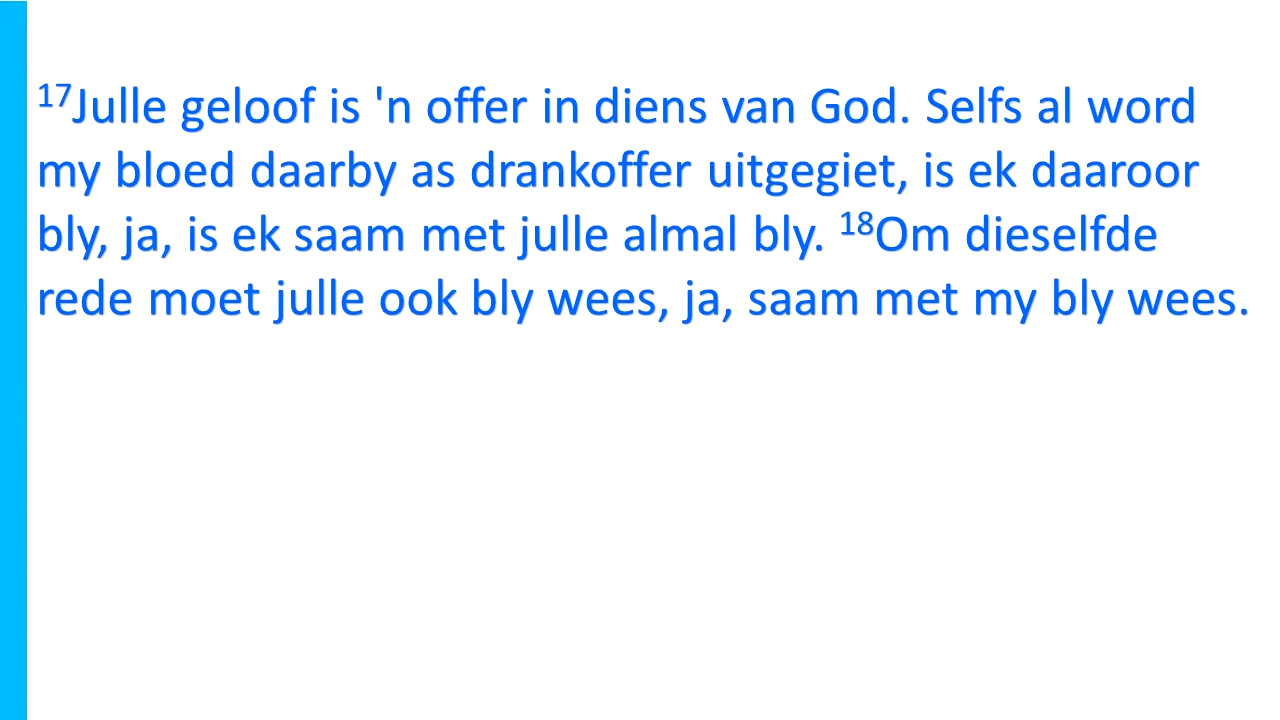 ¹⁷Julle geloof is 'n offer in diens van God. Selfs al word
my bloed daarby as drankoffer uitgegiet, is ek daaroor
bly, ja, is ek saam met julle almal bly. ¹⁸Om dieselfde
rede moet julle ook bly wees, ja, saam met my bly wees.